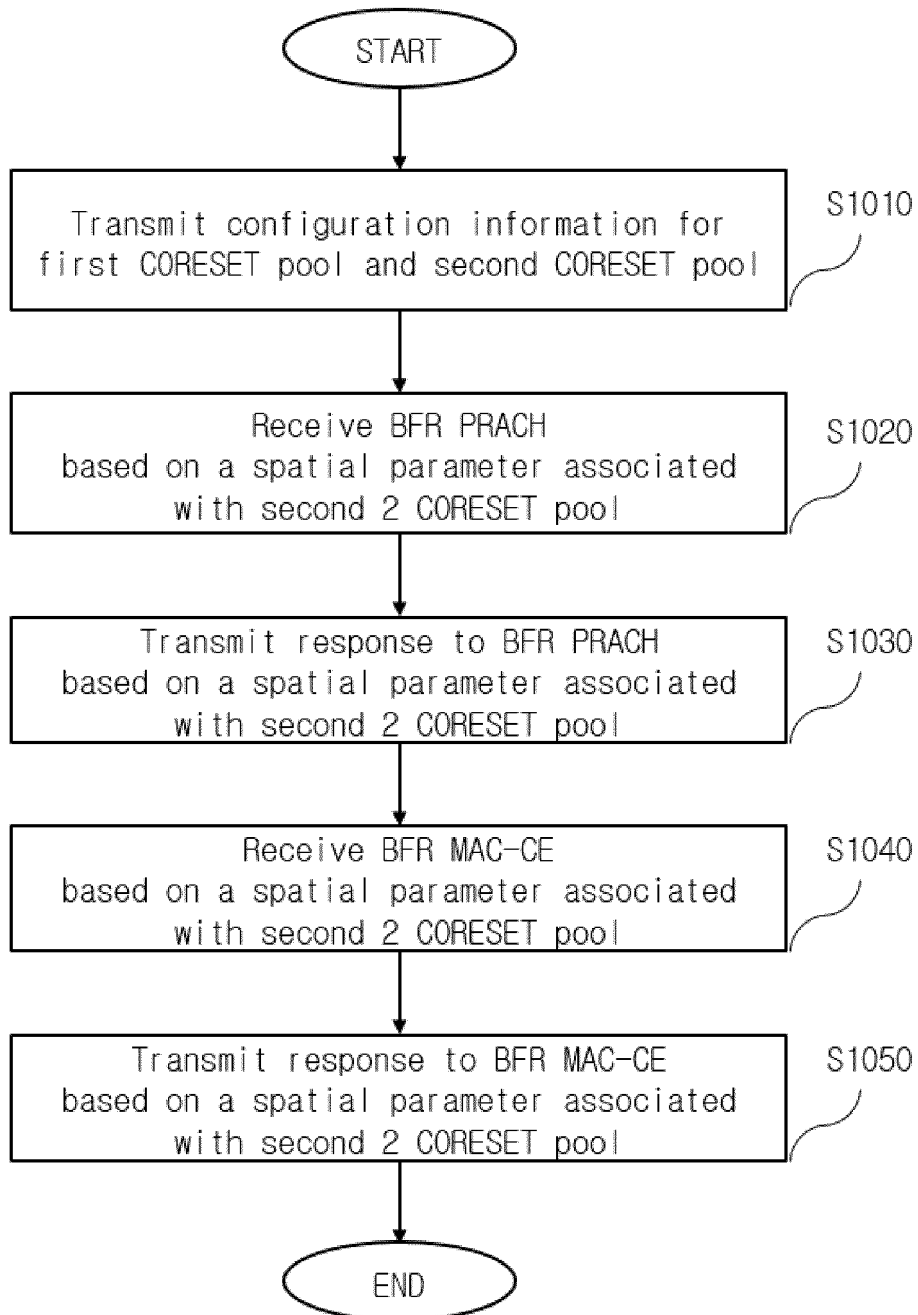 START
Transmit configuration information for
first CORESET pool and second CORESET pool
S1010
Receive BFR PRACH
based on a spatial parameter associated
with second 2 CORESET pool
S1020
Transmit response to BFR PRACH
based on a spatial parameter associated
with second 2 CORESET pool
S1030
Receive BFR MAC-CE
based on a spatial parameter associated
with second 2 CORESET pool
S1040
Transmit response to BFR MAC-CE
based on a spatial parameter associated
with second 2 CORESET pool
S1050
END